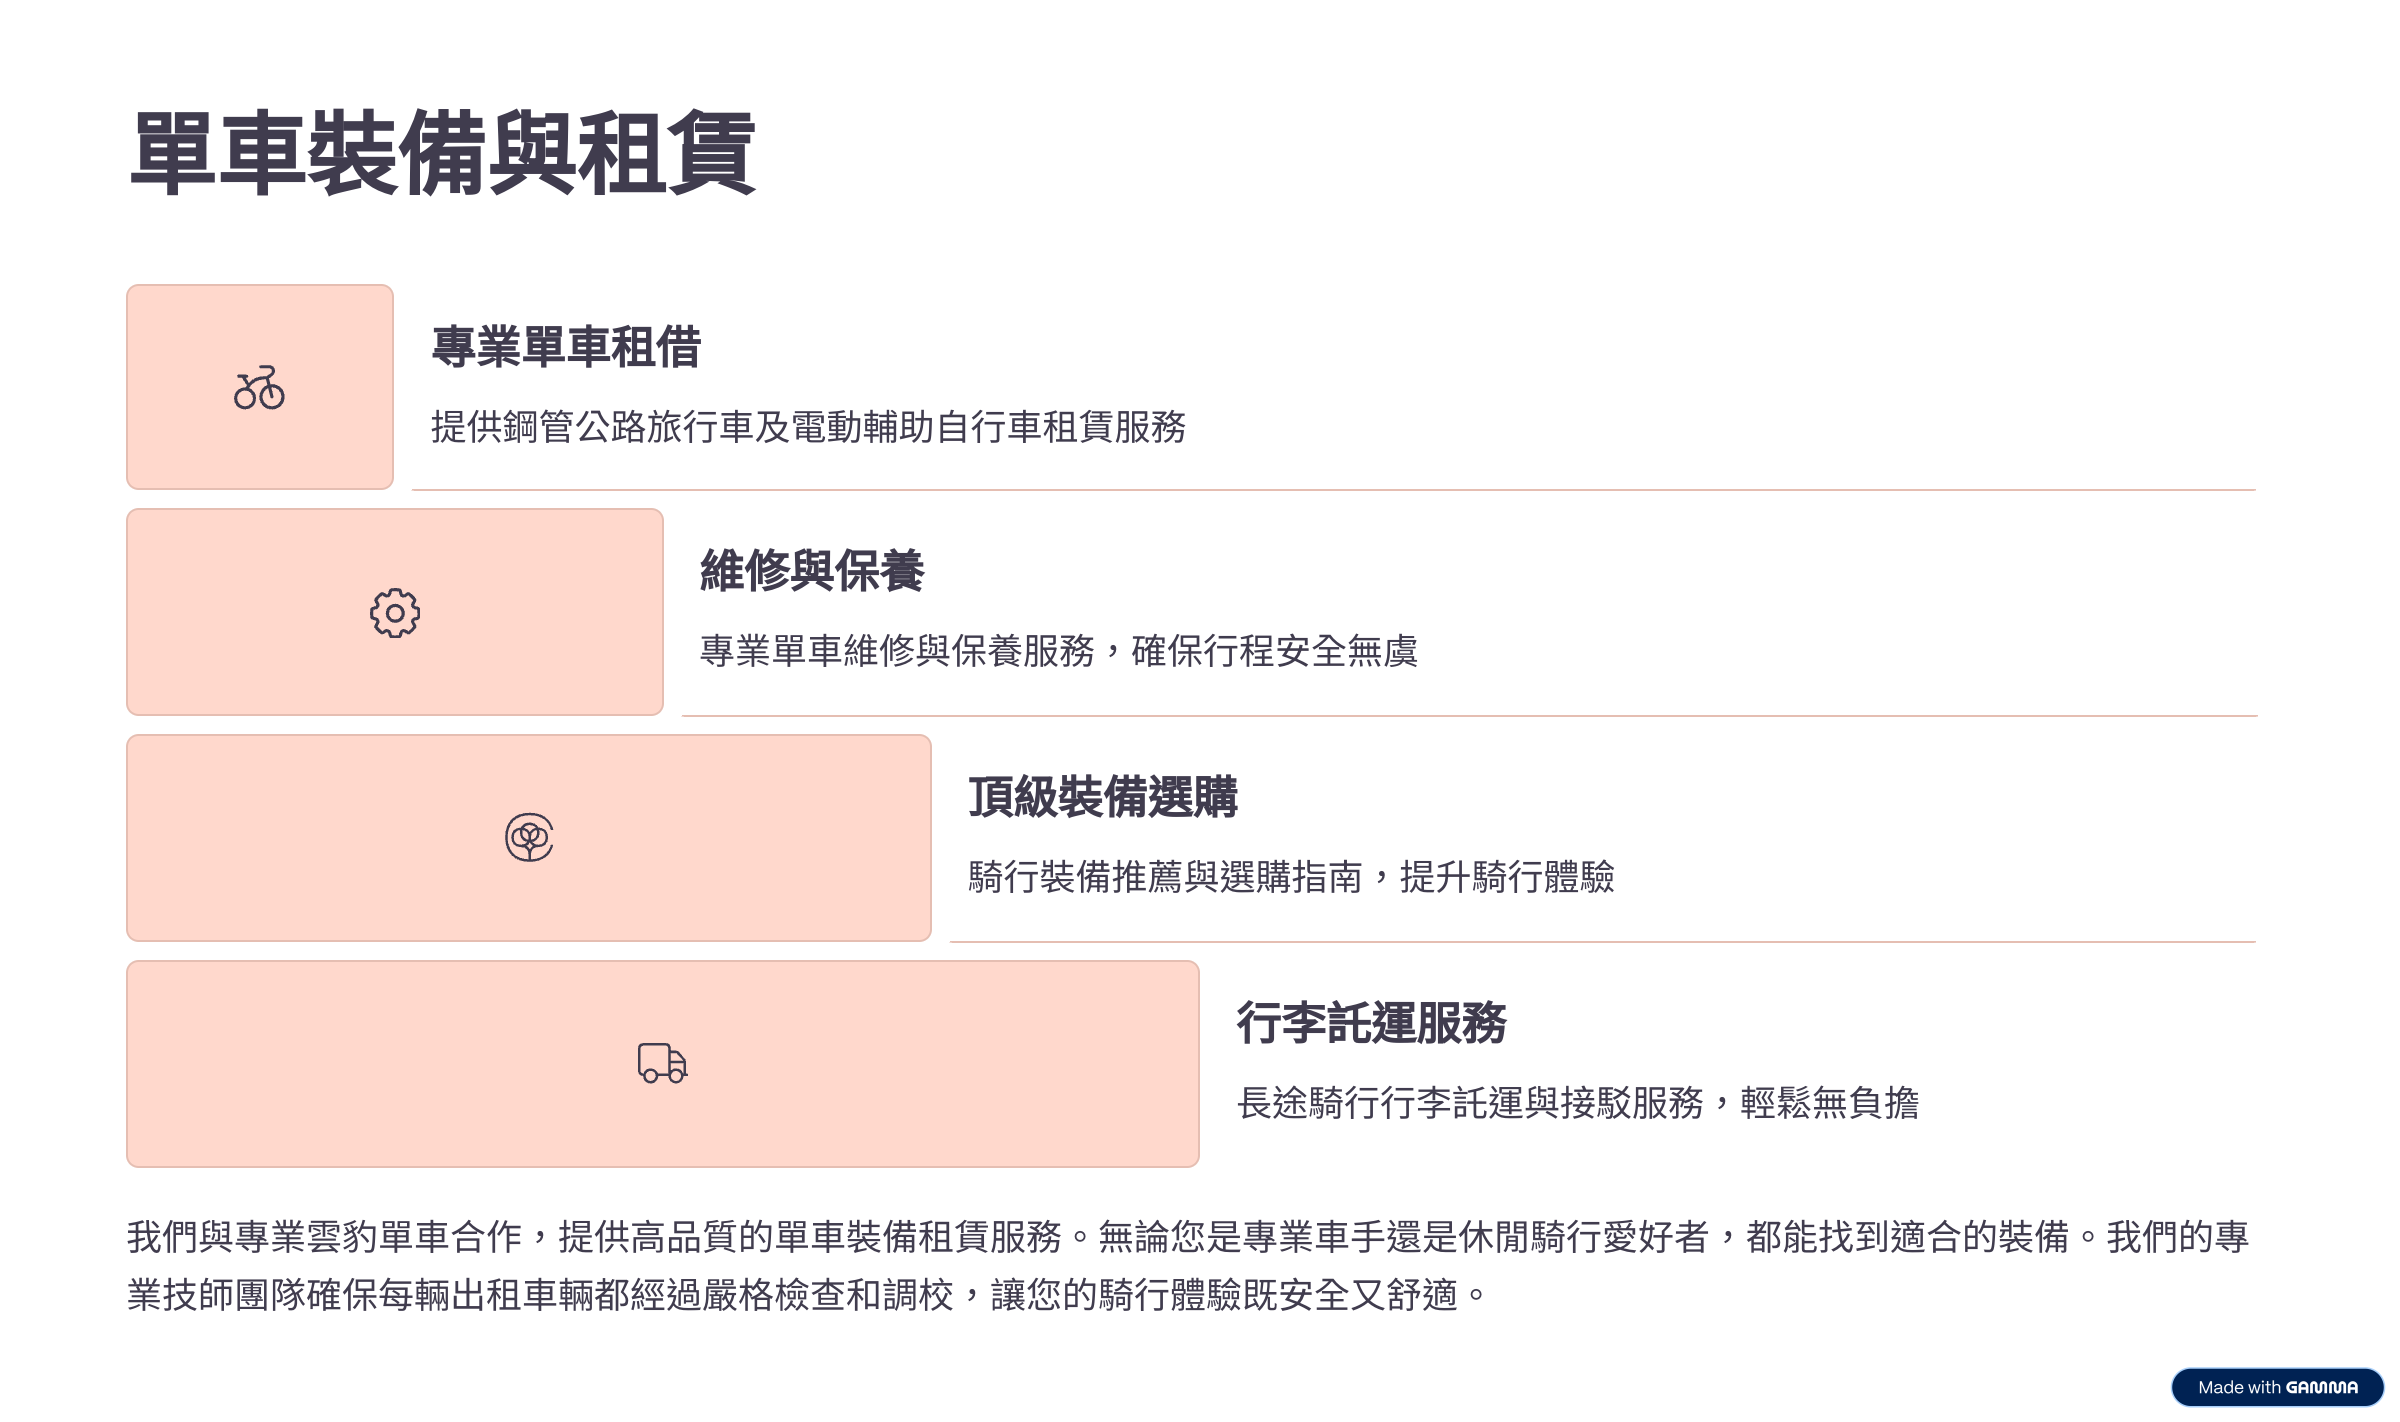 單車裝備與租賃
專業單車租借
提供鋼管公路旅行車及電動輔助自行車租賃服務
維修與保養
專業單車維修與保養服務，確保行程安全無虞
頂級裝備選購
騎行裝備推薦與選購指南，提升騎行體驗
行李託運服務
長途騎行行李託運與接駁服務，輕鬆無負擔
我們與專業雲豹單車合作，提供高品質的單車裝備租賃服務。無論您是專業車手還是休閒騎行愛好者，都能找到適合的裝備。我們的專
業技師團隊確保每輛出租車輛都經過嚴格檢查和調校，讓您的騎行體驗既安全又舒適。
Made with GAMMA